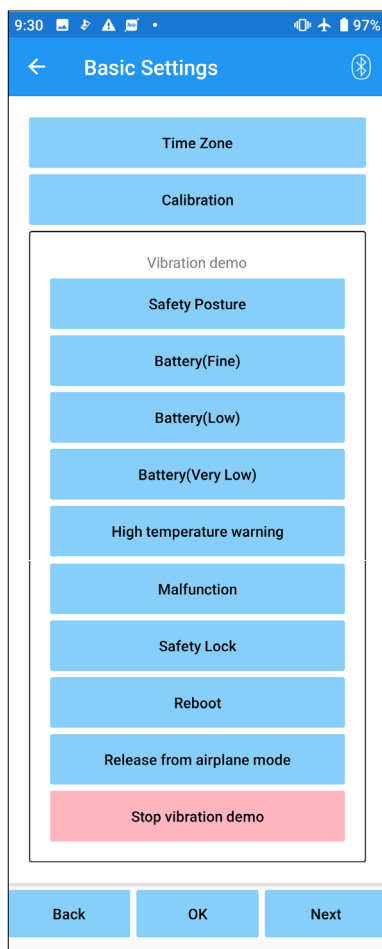 9:30 97%
Basic Settings
Time Zone
Calibration
Vibration demo
Safety Posture
Battery(Fine)
Battery(Low)
Battery(Very Low)
High temperature warning
Malfunction
Safety Lock
Reboot
Release from airplane mode
Stop vibration demo
Back OK Next